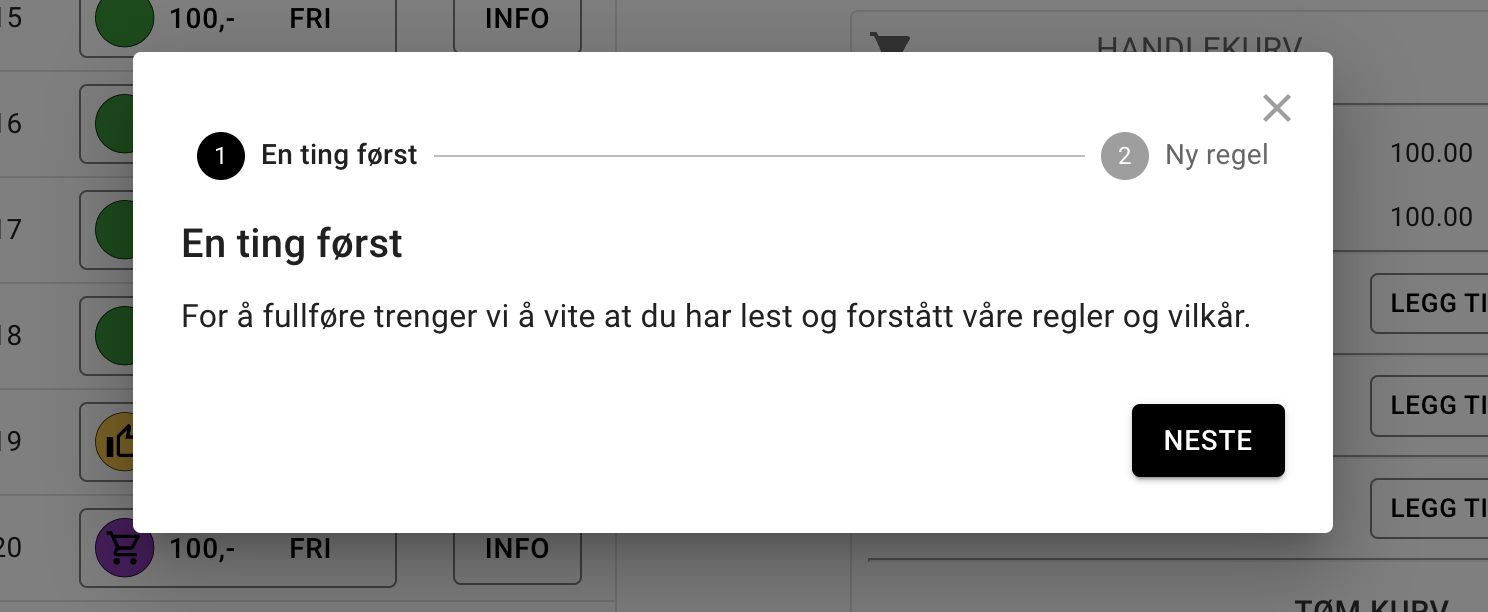 15
100,-
FRI
INFO
HANDLEKURV
16
1
En ting først
2
Ny regel
100.00
17
En ting først
100.00
18
For å fullføre trenger vi å vite at du har lest og forstått våre regler og vilkår.
LEGG TI
19
NESTE
LEGG TI
20
100,-
FRI
INFO
LEGG TI
TØM KURV